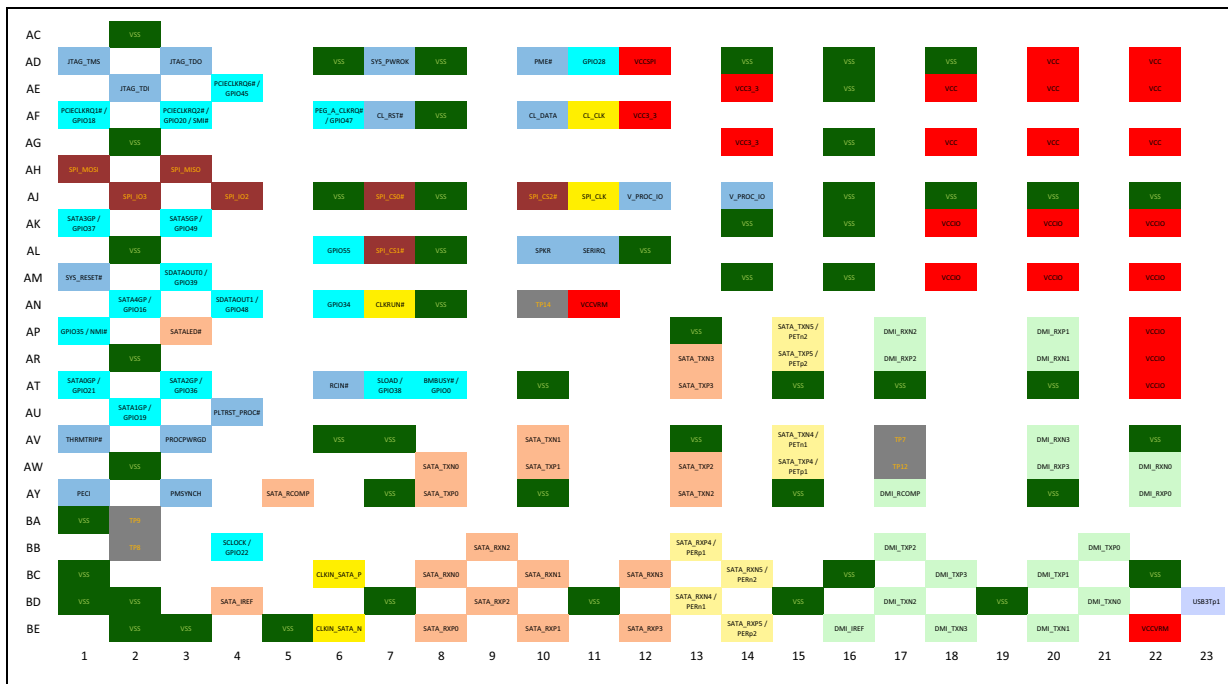 AC VSS
AD JTAG_TMS JTAG_TDO VSS SYS_PWROK VSS PME# GPIO28 VCCSPI VSS VSS VSS VCC VCC
AE JTAG_TDI PCIECLKRQ6# / GPIO45 VCC3_3 VSS VCC VCC VCC
AF PCIECLKRQ1# / GPIO18 PCIECLKRQ2# / GPIO20 / SMI# PEG_A_CLKRQ# / GPIO47 CL_RST# VSS CL_DATA CL_CLK VCC3_3
AG VSS VCC3_3 VSS VCC VCC VCC
AH SPI_MOSI SPI_MISO
AJ SPI_IO3 SPI_IO2 VSS SPI_CS0# VSS SPI_CS2# SPI_CLK V_PROC_IO V_PROC_IO VSS VSS VSS VSS
AK SATA3GP / GPIO37 SATA5GP / GPIO49 VSS VSS VCCIO VCCIO VCCIO
AL VSS GPIO55 SPI_CS1# VSS SPKR SERIRQ VSS
AM SYS_RESET# SDATAOUT0 / GPIO39 VSS VSS VCCIO VCCIO VCCIO
AN SATA4GP / GPIO16 SDATAOUT1 / GPIO48 GPIO34 CLKRUN# VSS TP14 VCCVRM
AP GPIO35 / NMI# SATALED# VSS SATA_TXN5 / PETn2 DMI_RXN2 DMI_RXP1 VCCIO
AR VSS SATA_TXN3 SATA_TXP5 / PETp2 DMI_RXP2 DMI_RXN1 VCCIO
AT SATA0GP / GPIO21 SATA2GP / GPIO36 RCIN# SLOAD / GPIO38 BMBUSY# / GPIO0 VSS SATA_TXP3 VSS VSS VSS VCCIO
AU SATA1GP / GPIO19 PLTRST_PROC#
AV THRMTRIP# PROCPWRGD VSS VSS SATA_TXN1 VSS SATA_TXN4 / PETn1 TP7 DMI_RXN3 VSS
AW VSS SATA_TXN0 SATA_TXP1 SATA_TXP2 SATA_TXP4 / PETp1 TP12 DMI_RXP3 DMI_RXN0
AY PECI PMSYNCH SATA_RCOMP VSS SATA_TXP0 VSS SATA_TXN2 VSS DMI_RCOMP VSS DMI_RXP0
BA VSS TP9
BB TP8 SCLOCK / GPIO22 SATA_RXN2 SATA_RXP4 / PERp1 DMI_TXP2 DMI_TXP0
BC VSS CLKIN_SATA_P SATA_RXN0 SATA_RXN1 SATA_RXN3 SATA_RXN5 / PERn2 VSS DMI_TXP3 DMI_TXP1 VSS
BD VSS VSS SATA_IREF VSS SATA_RXP2 VSS SATA_RXN4 / PERn1 VSS DMI_TXN2 VSS DMI_TXN0 USB3Tp1
BE VSS VSS VSS CLKIN_SATA_N SATA_RXP0 SATA_RXP1 SATA_RXP3 SATA_RXP5 / PERp2 DMI_IREF DMI_TXN3 DMI_TXN1 VCCVRM
1 2 3 4 5 6 7 8 9 10 11 12 13 14 15 16 17 18 19 20 21 22 23